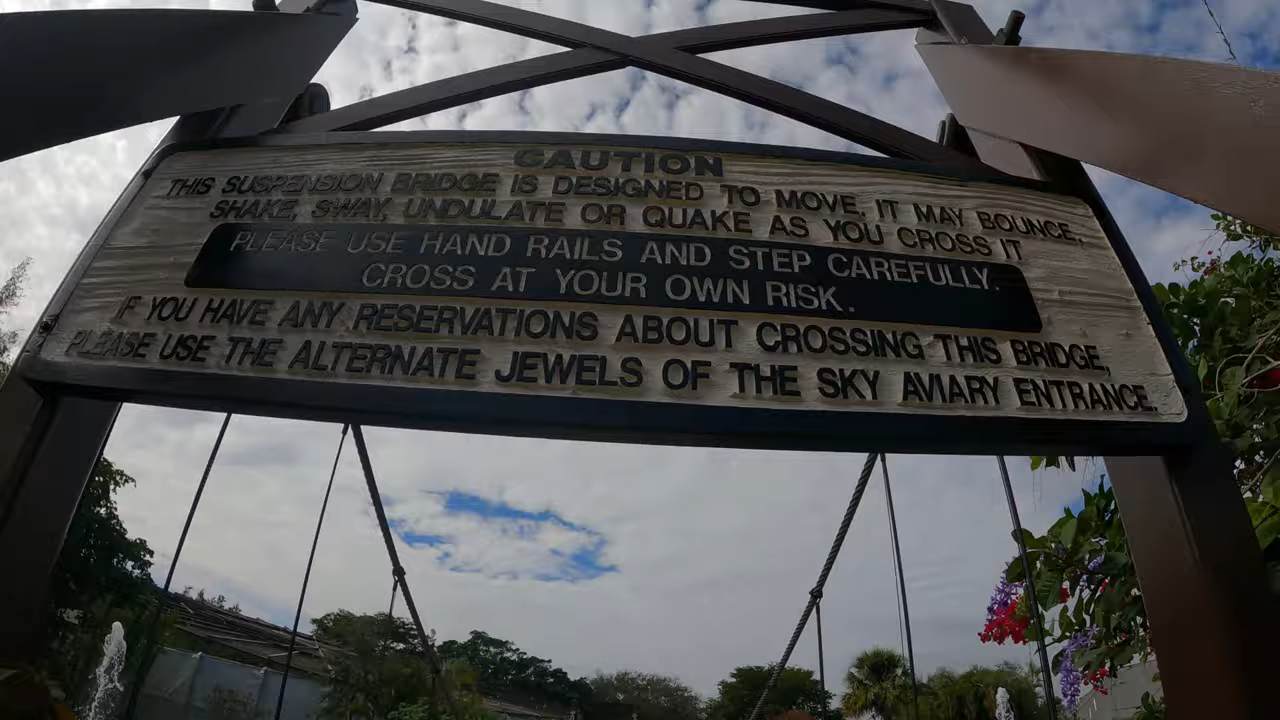 CAUTION
THIS SUSPENSION BRIDGE IS DESIGNED TO MOVE. IT MAY BOUNCE,
SHAKE, SWAY, UNDULATE OR QUAKE AS YOU CROSS IT
PLEASE USE HAND RAILS AND STEP CAREFULLY.
CROSS AT YOUR OWN RISK.
IF YOU HAVE ANY RESERVATIONS ABOUT CROSSING THIS BRIDGE,
PLEASE USE THE ALTERNATE JEWELS OF THE SKY AVIARY ENTRANCE.